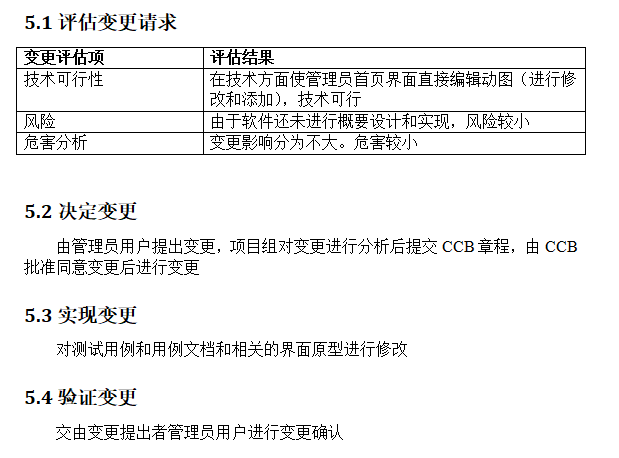 5.1 评估变更请求
变更评估项 评估结果
技术可行性 在技术方面使管理员首页界面直接编辑动图（进行修
改和添加），技术可行
风险 由于软件还未进行概要设计和实现，风险较小
危害分析 变更影响分为不大。危害较小
5.2 决定变更
由管理员用户提出变更，项目组对变更进行分析后提交 CCB 章程，由 CCB
批准同意变更后进行变更
5.3 实现变更
对测试用例和用例文档和相关的界面原型进行修改
5.4 验证变更
交由变更提出者管理员用户进行变更确认